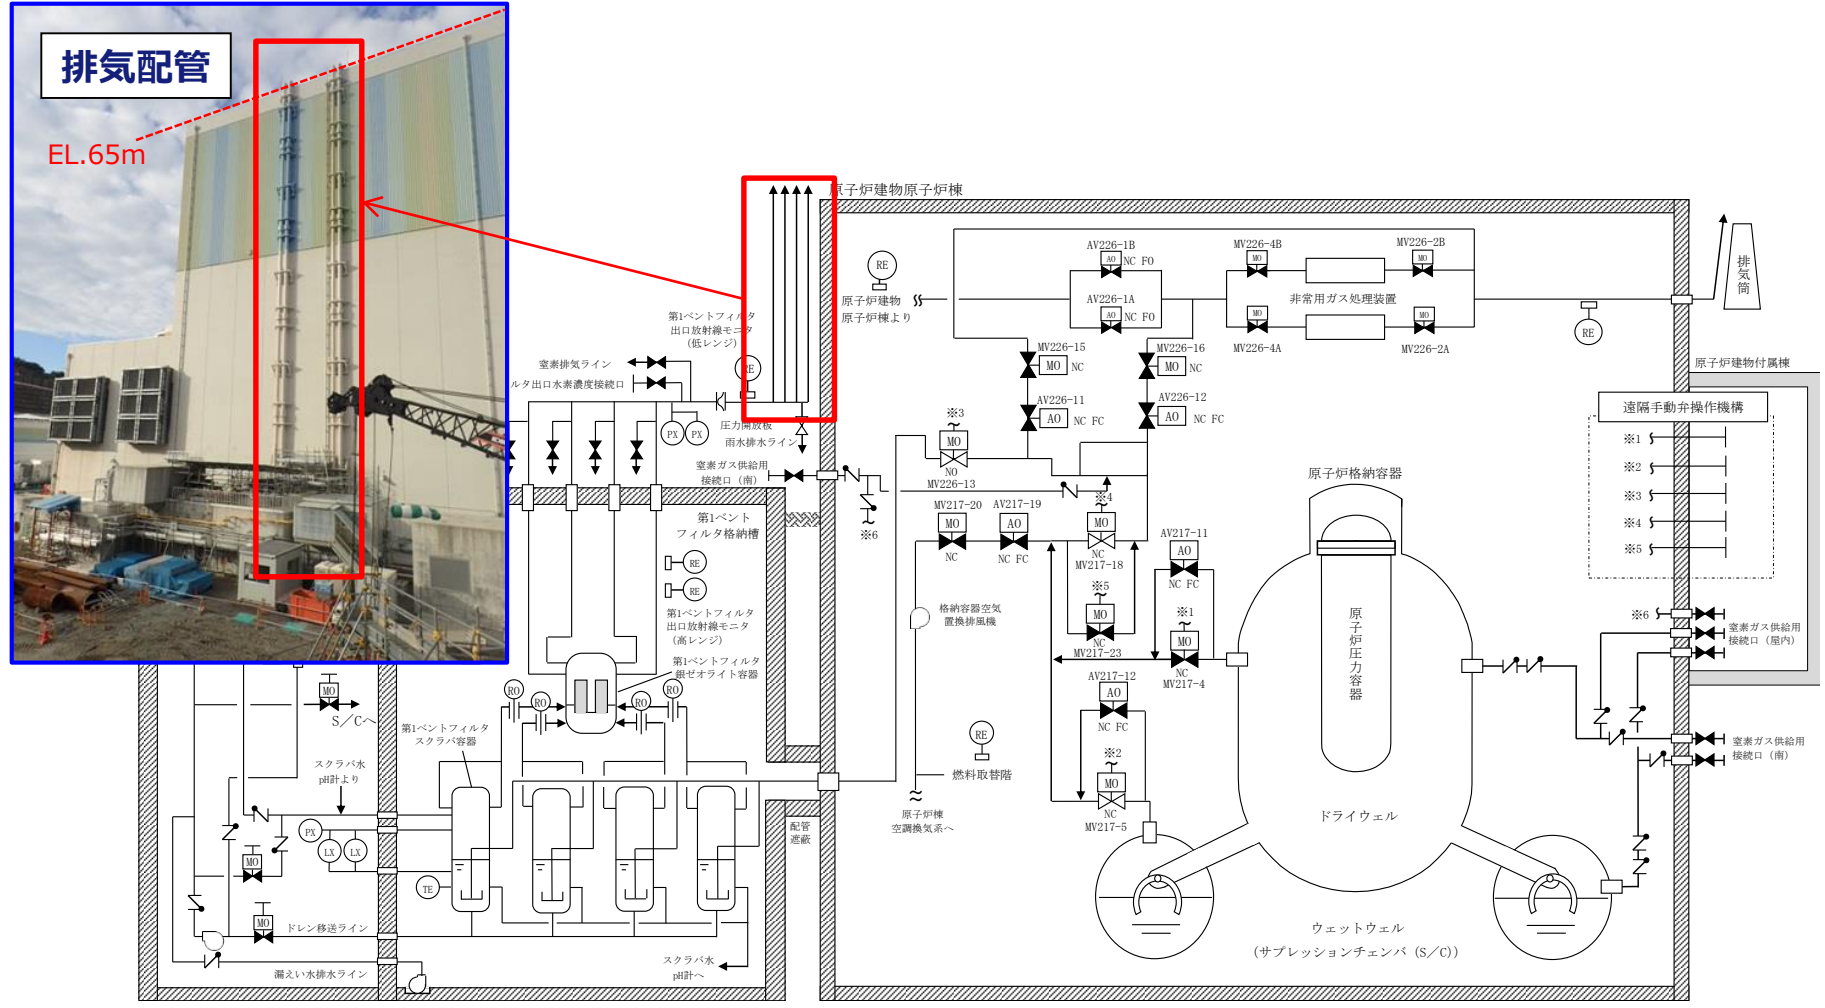 排気配管
EL.65m
原子炉建物原子炉棟
RE
原子炉建物
原子炉棟より
AV226-1B
AO
NC FO
AV226-1A
AO
NC FO
MV226-4B
MO
MV226-2B
MO
非常用ガス処理装置
MO
MV226-4A
MO
MV226-2A
RE
排気筒
第1ベントフィルタ
出口放射線モニタ
(低レンジ)
RE
窒素排気ライン
ルタ出口水素濃度接続口
PX
PX
圧力開放板
雨水排水ライン
窒素ガス供給用
接続口(南)
※6
MV226-15
MO
NC
MV226-16
MO
NC
AV226-11
AO
NC FC
AV226-12
AO
NC FC
※3
MO
NO
MV226-13
原子炉建物付属棟
遠隔手動弁操作機構
※1
※2
※3
※4
※5
MV217-20
MO
NC
AV217-19
AO
NC FC
※4
MO
NC
MV217-18
※5
MO
NC
MV217-23
AV217-11
AO
NC FC
※1
MO
NC
MV217-4
AV217-12
AO
NC FC
※2
MO
NC
MV217-5
原子炉格納容器
原子炉圧力容器
ドライウェル
ウェットウェル
(サプレッションチェンバ(S/C))
※6
窒素ガス供給用
接続口(屋内)
窒素ガス供給用
接続口(南)
格納容器空気
置換排風機
RE
燃料取替階
原子炉棟
空調換気系へ
第1ベント
フィルタ格納槽
RE
RE
第1ベントフィルタ
出口放射線モニタ
(高レンジ)
第1ベントフィルタ
銀ゼオライト容器
RO
RO
RO
RO
MO
S/Cへ
第1ベントフィルタ
スクラバ容器
スクラバ水
pH計より
PX
LX
LX
MO
TE
MO
ドレン移送ライン
漏えい水排水ライン
スクラバ水
pH計へ
配管
遮蔽